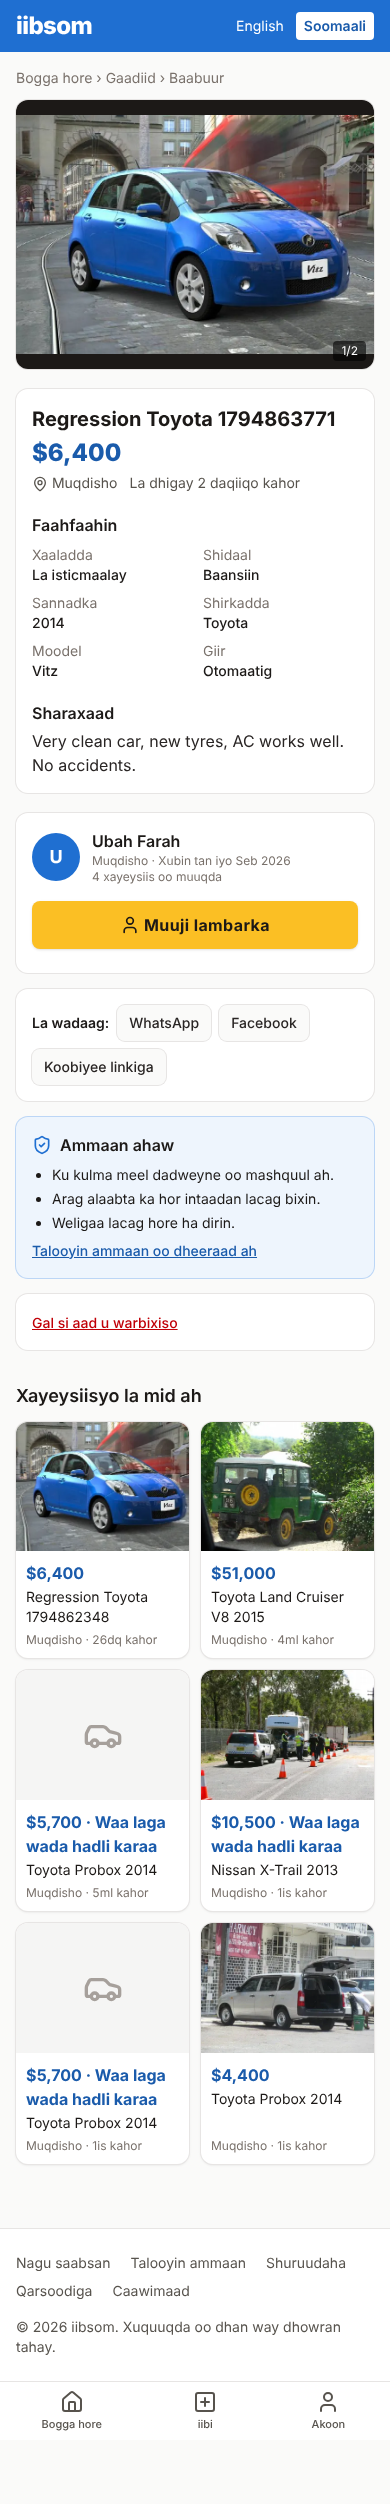 iibsom
English
Soomaali
Bogga hore › Gaadiid › Baabuur
Vitz
1/2
Regression Toyota 1794863771
$6,400
Muqdisho La dhigay 2 daqiiqo kahor
Faahfaahin
Xaaladda
La isticmaalay
Shidaal
Baansiin
Sannadka
2014
Shirkadda
Toyota
Moodel
Vitz
Giir
Otomaatig
Sharaxaad
Very clean car, new tyres, AC works well.
No accidents.
U
Ubah Farah
Muqdisho · Xubin tan iyo Seb 2026
4 xayeysiis oo muuqda
Muuji lambarka
La wadaag:
WhatsApp
Facebook
Koobiyee linkiga
Ammaan ahaw
• Ku kulma meel dadweyne oo mashquul ah.
• Arag alaabta ka hor intaadan lacag bixin.
• Weligaa lacag hore ha dirin.
Talooyin ammaan oo dheeraad ah
Gal si aad u warbixiso
Xayeysiisyo la mid ah
$6,400
Regression Toyota
1794862348
Muqdisho · 26dq kahor
$51,000
Toyota Land Cruiser
V8 2015
Muqdisho · 4ml kahor
$5,700 · Waa laga
wada hadli karaa
Toyota Probox 2014
Muqdisho · 5ml kahor
$10,500 · Waa laga
wada hadli karaa
Nissan X-Trail 2013
Muqdisho · 1is kahor
$5,700 · Waa laga
wada hadli karaa
Toyota Probox 2014
Muqdisho · 1is kahor
PHARMACY
$4,400
Toyota Probox 2014
Muqdisho · 1is kahor
Nagu saabsan
Talooyin ammaan
Shuruudaha
Qarsoodiga
Caawimaad
© 2026 iibsom. Xuquuqda oo dhan way dhowran
tahay.
Bogga hore
iibi
Akoon